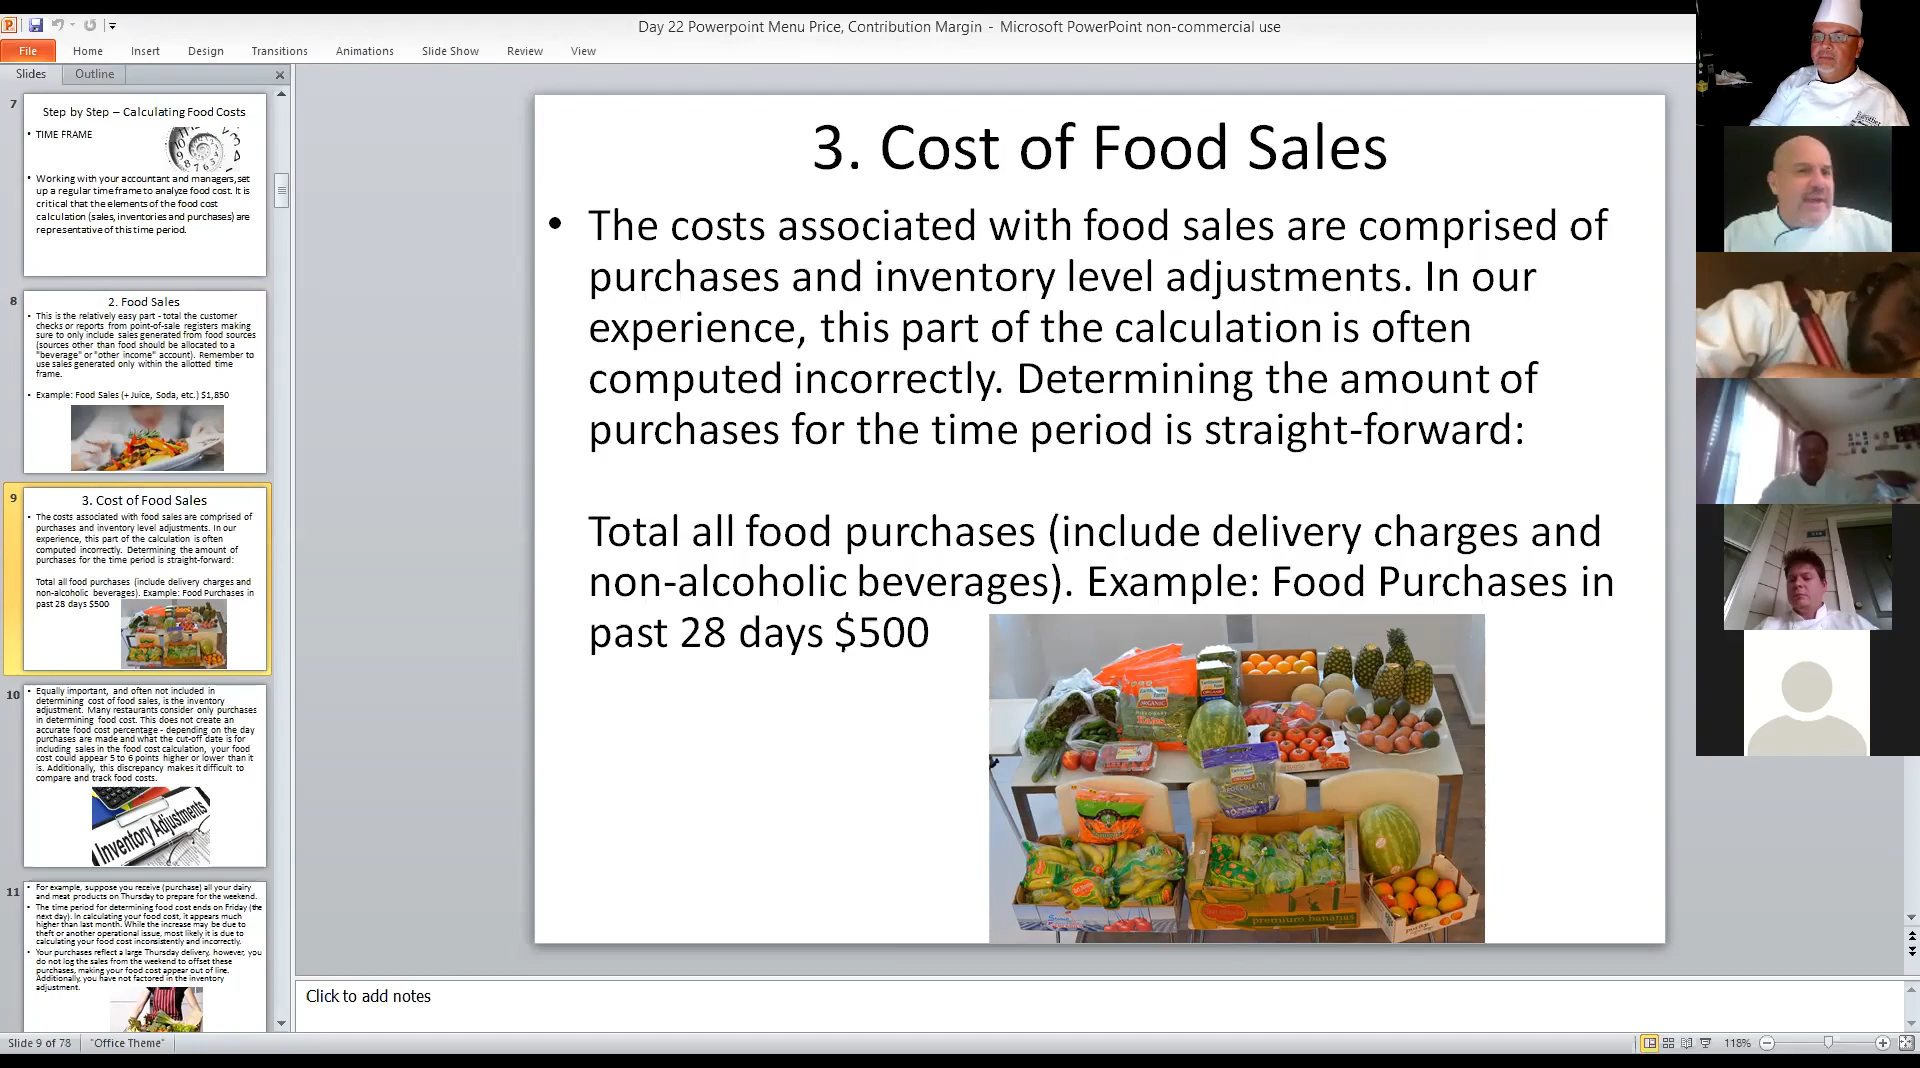 Day 22 Powerpoint Menu Price, Contribution Margin - Microsoft PowerPoint non-commercial use
File Home Insert Design Transitions Animations Slide Show Review View
Slides Outline
7
Step by Step – Calculating Food Costs
• TIME FRAME
• Working with your accountant and managers, set
up a regular time frame to analyze food cost. It is
critical that the elements of the food cost
calculation (sales, inventories and purchases) are
representative of this time period.
8
2. Food Sales
• This is the relatively easy part - total the customer
checks or reports from point-of-sale registers making
sure to only include sales generated from food sources
(sources other than food should be allocated to a
"beverage" or "other income" account). Remember to
use sales generated only within the allotted time
frame.
• Example: Food Sales (+ Juice, Soda, etc.) $1,850
9
3. Cost of Food Sales
• The costs associated with food sales are comprised of
purchases and inventory level adjustments. In our
experience, this part of the calculation is often
computed incorrectly. Determining the amount of
purchases for the time period is straight-forward:
Total all food purchases (include delivery charges and
non-alcoholic beverages). Example: Food Purchases in
past 28 days $500
10
• Equally important, and often not included in
determining cost of food sales, is the inventory
adjustment. Many restaurants consider only purchases
in determining food cost. This does not create an
accurate food cost percentage - depending on the day
purchases are made and what the cut-off date is for
including sales in the food cost calculation, your food
cost could appear 5 to 6 points higher or lower than it
is. Additionally, this discrepancy makes it difficult to
compare and track food costs.
Inventory Adjustments
11
• For example, suppose you receive (purchase) all your dairy
and meat products on Thursday to prepare for the weekend.
• The time period for determining food cost ends on Friday (the
next day). In calculating your food cost, it appears much
higher than last month. While the increase may be due to
theft or another operational issue, most likely it is due to
calculating your food cost inconsistently and incorrectly.
• Your purchases reflect a large Thursday delivery, however, you
do not log the sales from the weekend to offset these
purchases, making your food cost appear out of line.
Additionally, you have not factored in the inventory
adjustment.
3. Cost of Food Sales
• The costs associated with food sales are comprised of
purchases and inventory level adjustments. In our
experience, this part of the calculation is often
computed incorrectly. Determining the amount of
purchases for the time period is straight-forward:
Total all food purchases (include delivery charges and
non-alcoholic beverages). Example: Food Purchases in
past 28 days $500
ORGANIC
premium bananas
Click to add notes
Slide 9 of 78 "Office Theme" 118%